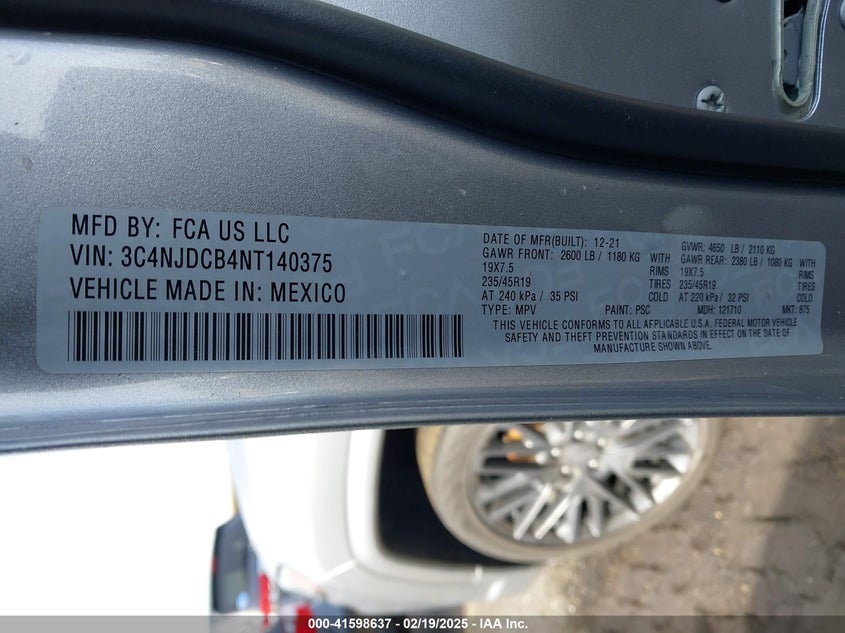 MFD BY: FCA US LLC
VIN: 3C4NJDCB4NT140375
VEHICLE MADE IN: MEXICO
DATE OF MFR(BUILT): 12-21 GVWR: 4650 LB / 2110 KG
GAWR FRONT: 2600 LB / 1180 KG WITH GAWR REAR: 2380 LB / 1080 KG WITH
19X7.5 RIMS 19X7.5 RIMS
235/45R19 TIRES 235/45R19 TIRES
AT 240 kPa / 35 PSI COLD AT 220 kPa / 32 PSI COLD
TYPE: MPV PAINT: PSC MDH: 121710 MKT: 875
THIS VEHICLE CONFORMS TO ALL APPLICABLE U.S.A. FEDERAL MOTOR VEHICLE
SAFETY AND THEFT PREVENTION STANDARDS IN EFFECT ON THE DATE OF
MANUFACTURE SHOWN ABOVE.
000-41598637 - 02/19/2025 - IAA Inc.